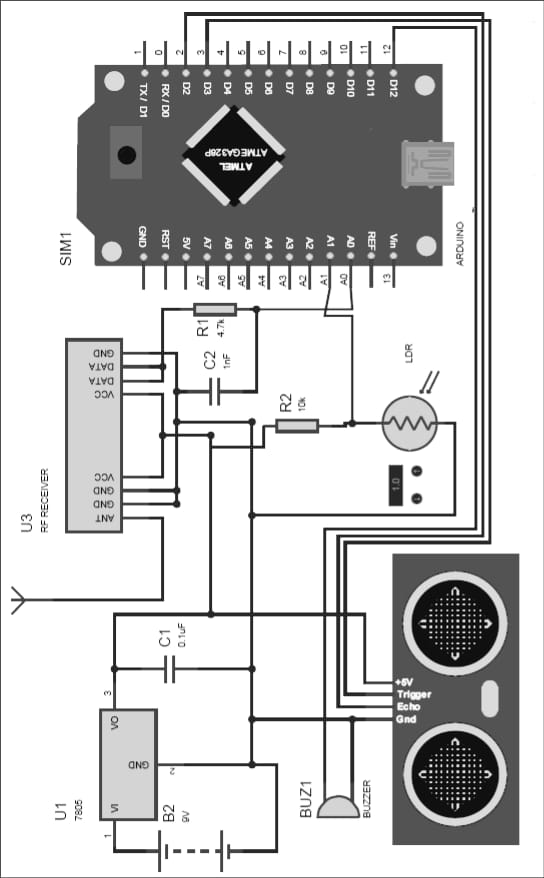 1
0
2
3
4
5
6
7
8
9
10
11
12
TX / D1
RX / D0
D2
D3
D4
D5
D6
D7
D8
D9
D10
D11
D12
ATMEL
ATMEGA328P
SIM1
ARDUINO
GND
RST
5V
A7
A6
A5
A4
A3
A2
A1
A0
REF
Vin
A7
A6
A5
A4
A3
A2
A1
A0
13
R1
4.7k
C2
1nF
R2
10k
LDR
1.0
U3
RF RECEIVER
GND
DATA
DATA
VCC
VCC
GND
GND
ANT
C1
0.1uF
U1
7805
VI
VO
GND
1
3
2
B2
9V
BUZ1
BUZZER
+5V
Trigger
Echo
Gnd